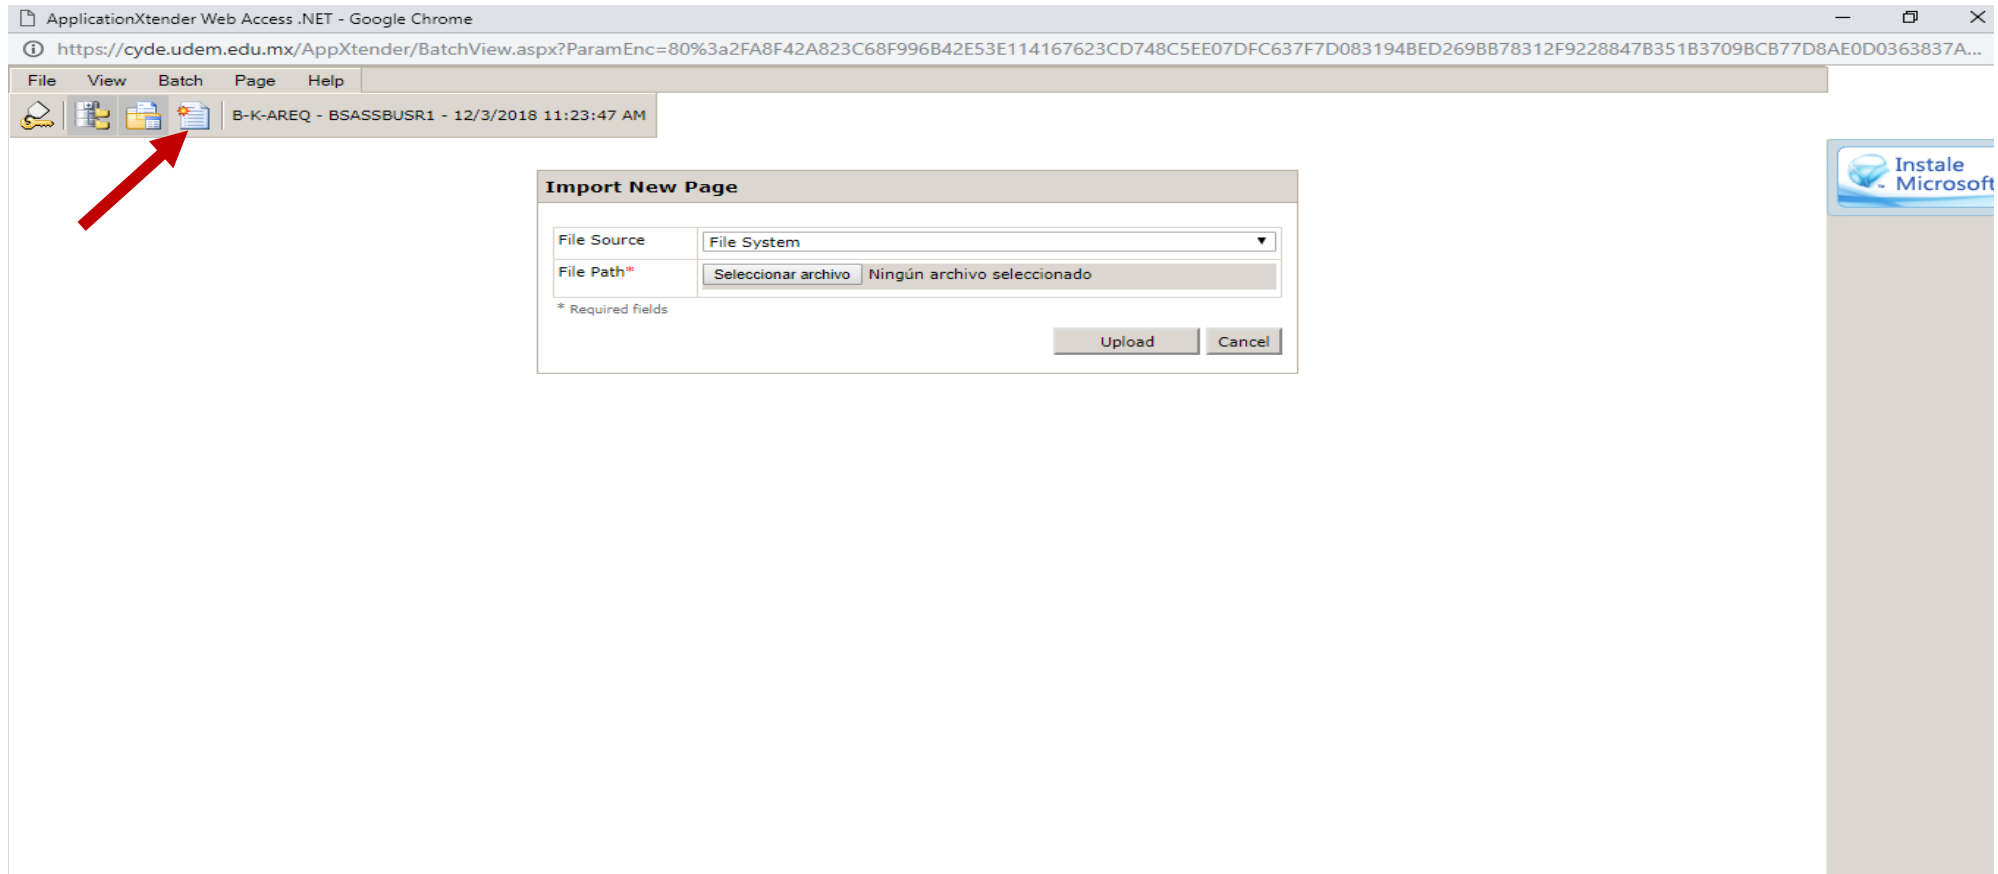 ApplicationXtender Web Access .NET - Google Chrome
https://cyde.udem.edu.mx/AppXtender/BatchView.aspx?ParamEnc=80%3a2FA8F42A823C68F996B42E53E114167623CD748C5EE07DFC637F7D083194BED269BB78312F9228847B351B3709BCB77D8AE0D0363837A...
File View Batch Page Help
B-K-AREQ - BSASSBUSR1 - 12/3/2018 11:23:47 AM
Instale
Microsoft
Import New Page
File Source File System
File Path* Seleccionar archivo Ningún archivo seleccionado
* Required fields
Upload Cancel